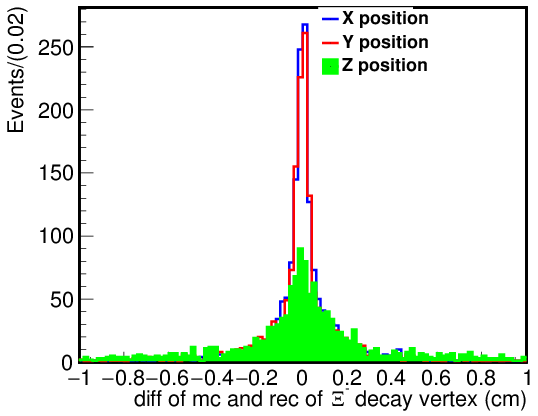 Events/(0.02)
X position
Y position
Z position
250
200
150
100
50
0
−1 −0.8 −0.6 −0.4 −0.2 0 0.2 0.4 0.6 0.8 1
diff of mc and rec of Ξ⁻ decay vertex (cm)